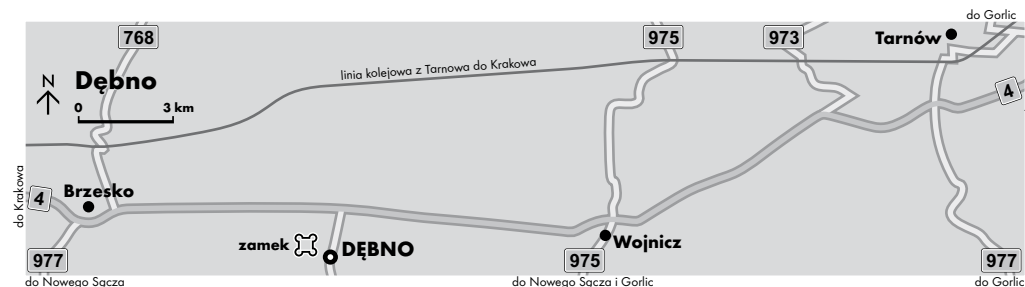 do Gorlic
768
975
973
Tarnów
N
Dębno
linia kolejowa z Tarnowa do Krakowa
0 3 km
4
do Krakowa
4
Brzesko
zamek
DĘBNO
Wojnicz
977
975
977
do Nowego Sącza
do Nowego Sącza i Gorlic
do Gorlic